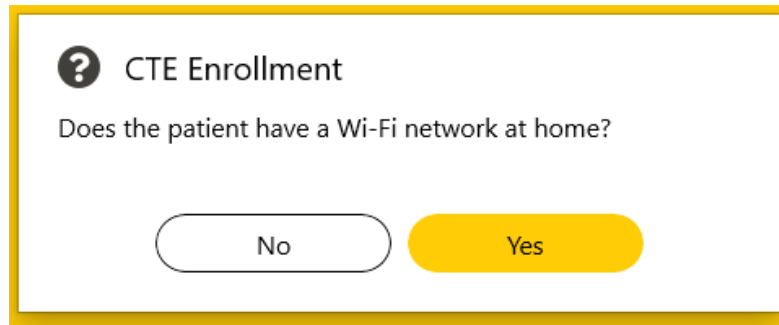 CTE Enrollment
Does the patient have a Wi-Fi network at home?
No
Yes